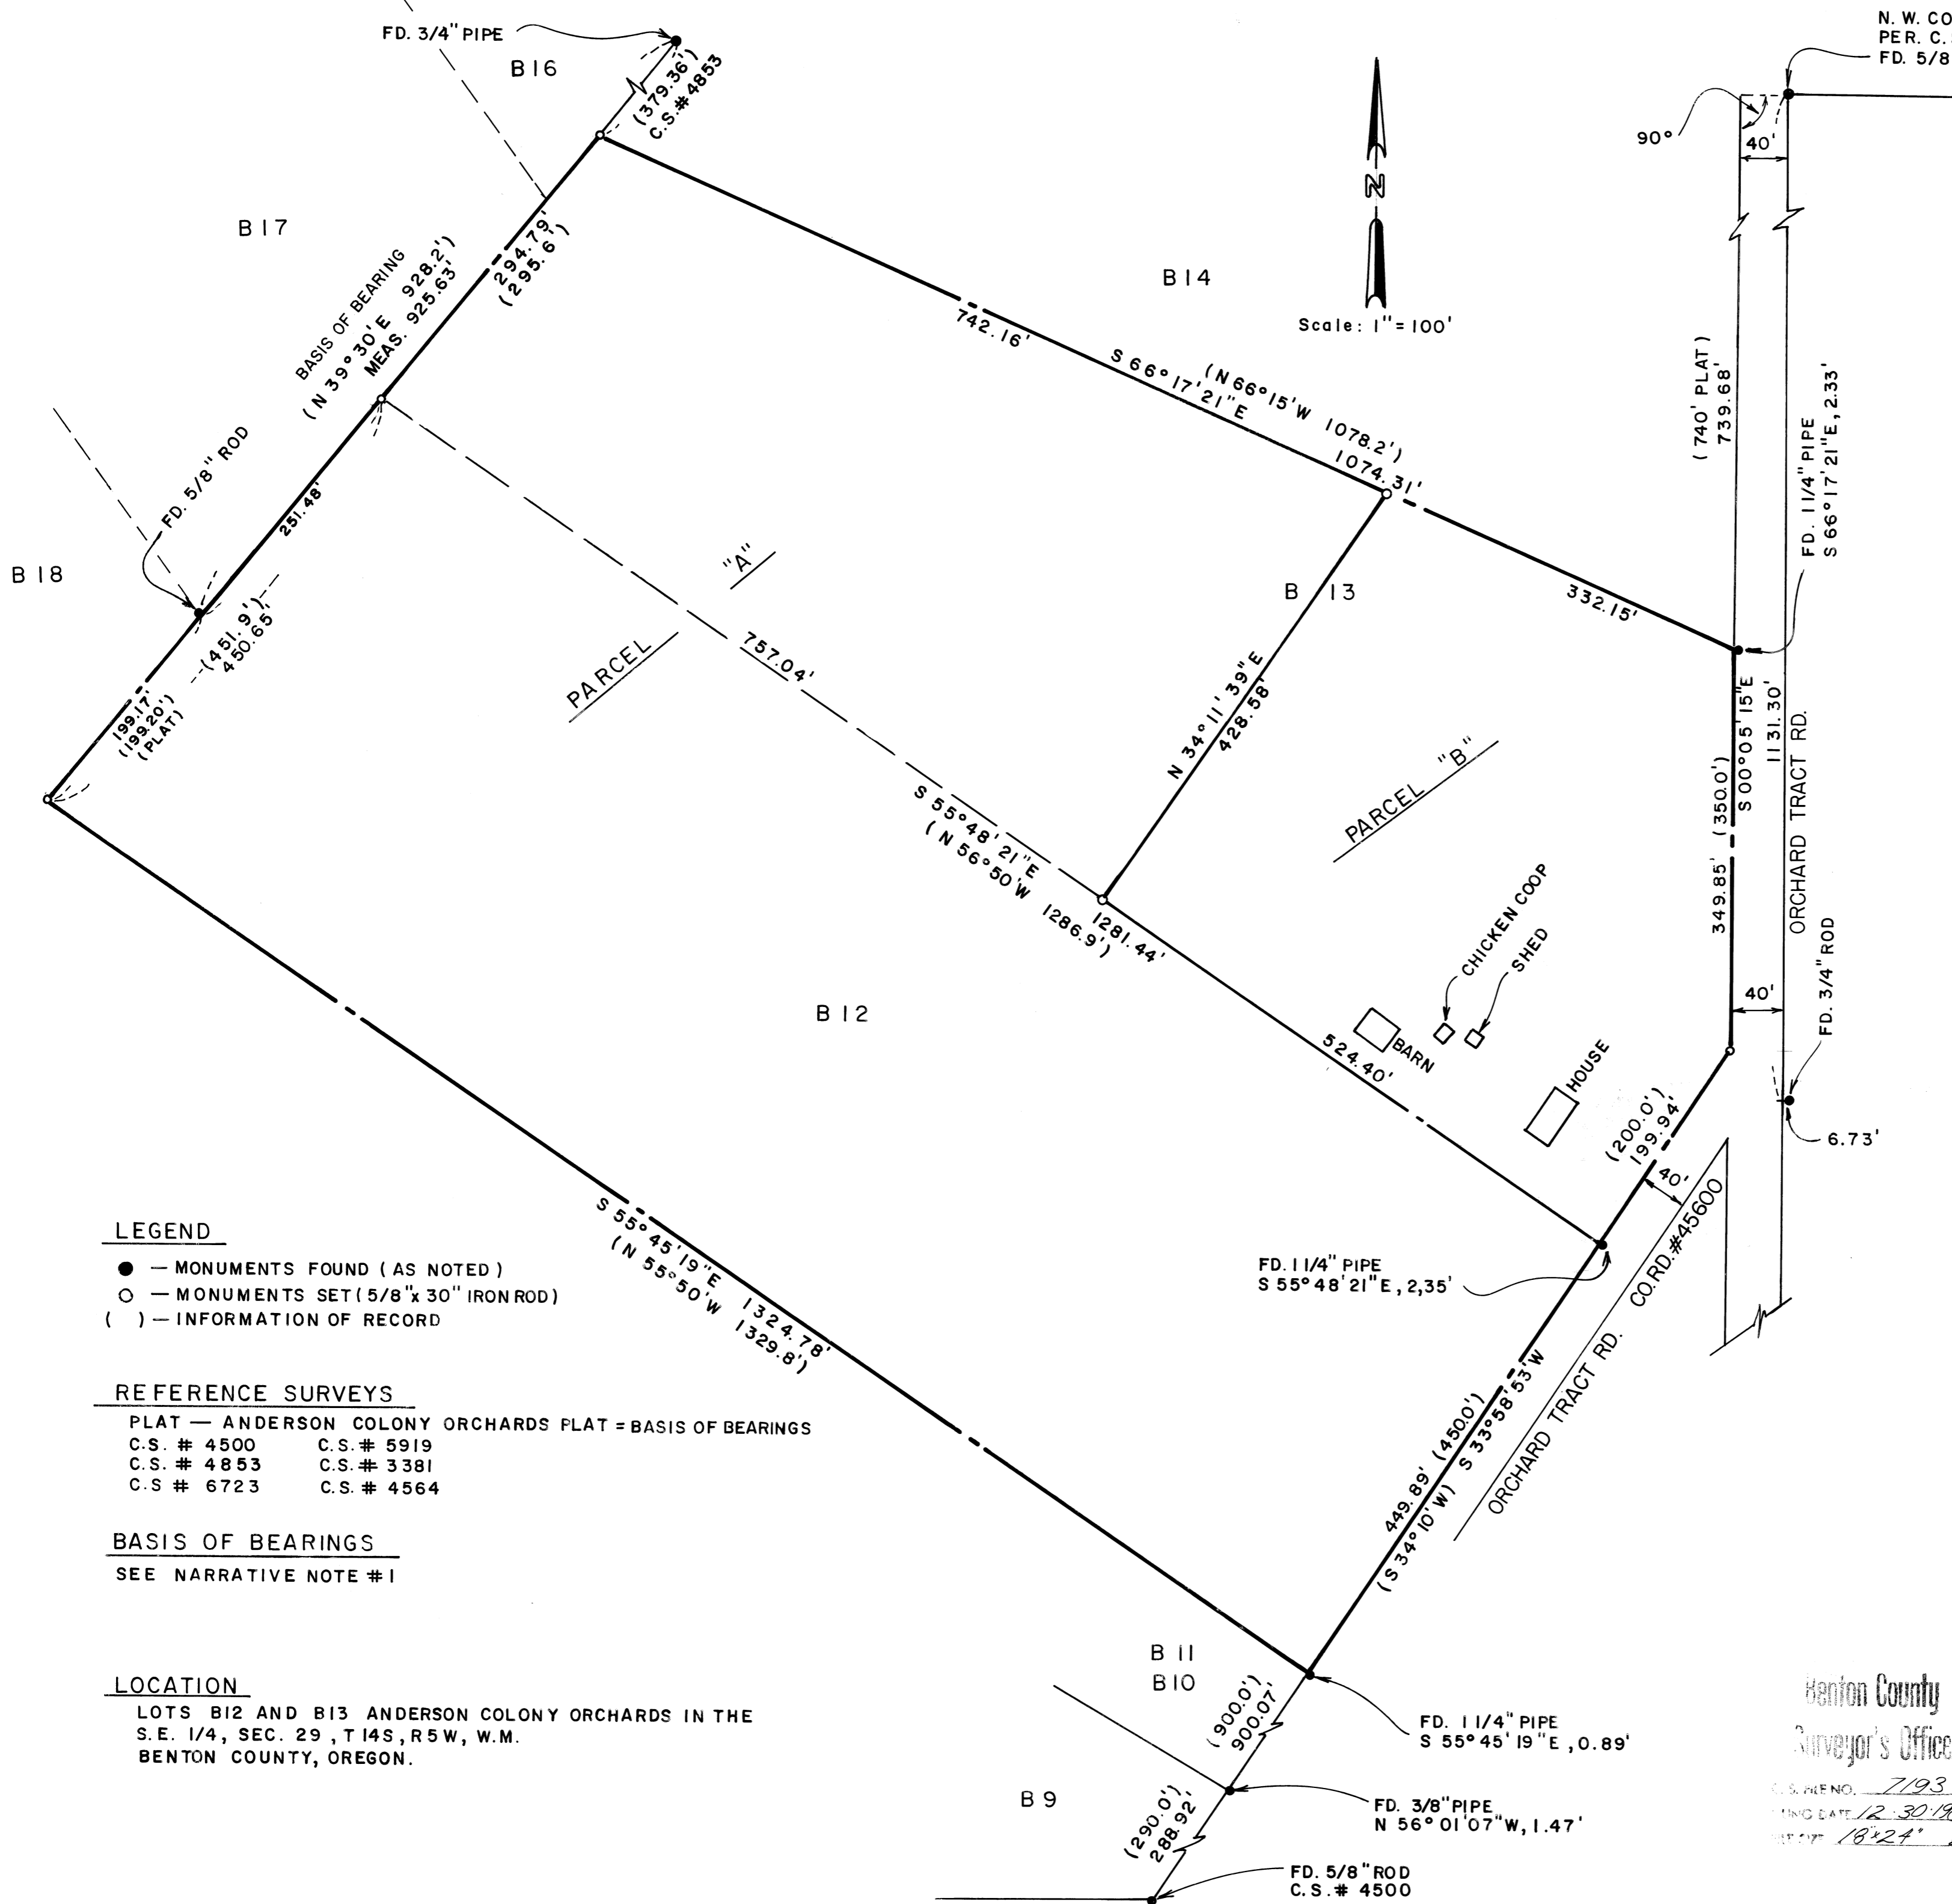 FD. 3/4" PIPE
B16
(379.36')
C.S.# 4853
N. W. CO
PER. C.
FD. 5/8
90°
40'
B17
BASIS OF BEARING
(N 39°30'E 928.2')
MEAS. 925.63'
294.79'
(295.6')
B14
N
Scale: 1"=100'
742.16'
(N 66°15'W 1078.2')
S 66°17'21"E 1074.31'
(740' PLAT)
739.68'
FD. 1 1/4" PIPE
S 66°17'21"E, 2.33'
FD. 5/8" ROD
251.48'
B 18
(451.9')
450.65'
199.17'
(199.20')
(PLAT)
"A"
PARCEL
757.04'
B 13
332.15'
N 34°11'39"E
428.58'
S 00°05'15"E
1131.30'
ORCHARD TRACT RD.
349.85' (350.0')
PARCEL "B"
S 55°48'21"E 1281.44'
(N 56°50'W 1286.9')
CHICKEN COOP
SHED
BARN
HOUSE
524.40'
40'
FD. 3/4" ROD
6.73'
B 12
(200.0')
199.94'
40'
FD. 1 1/4" PIPE
S 55°48'21"E, 2,35'
ORCHARD TRACT RD. CO.RD.#45600
S 55°45'19"E 1324.78'
(N 55°50'W 1329.8')
449.89' (450.0') S 33°58'53"W
(S 34°10'W)
LEGEND
● — MONUMENTS FOUND (AS NOTED)
○ — MONUMENTS SET (5/8"x 30" IRON ROD)
( ) — INFORMATION OF RECORD
REFERENCE SURVEYS
PLAT — ANDERSON COLONY ORCHARDS PLAT = BASIS OF BEARINGS
C.S. # 4500 C.S. # 5919
C.S. # 4853 C.S. # 3381
C.S # 6723 C.S. # 4564
BASIS OF BEARINGS
SEE NARRATIVE NOTE #1
LOCATION
LOTS B12 AND B13 ANDERSON COLONY ORCHARDS IN THE
S.E. 1/4, SEC. 29, T14S, R5W, W.M.
BENTON COUNTY, OREGON.
B 11
B10
(900.0')
900.07'
FD. 1 1/4" PIPE
S 55°45'19"E, 0.89'
B 9
(290.0')
288.92'
FD. 3/8" PIPE
N 56°01'07"W, 1.47'
FD. 5/8" ROD
C.S.# 4500
Benton County
Surveyor's Office
C.S. FILE NO. 7193
DATE 12-30-19
18"x24"